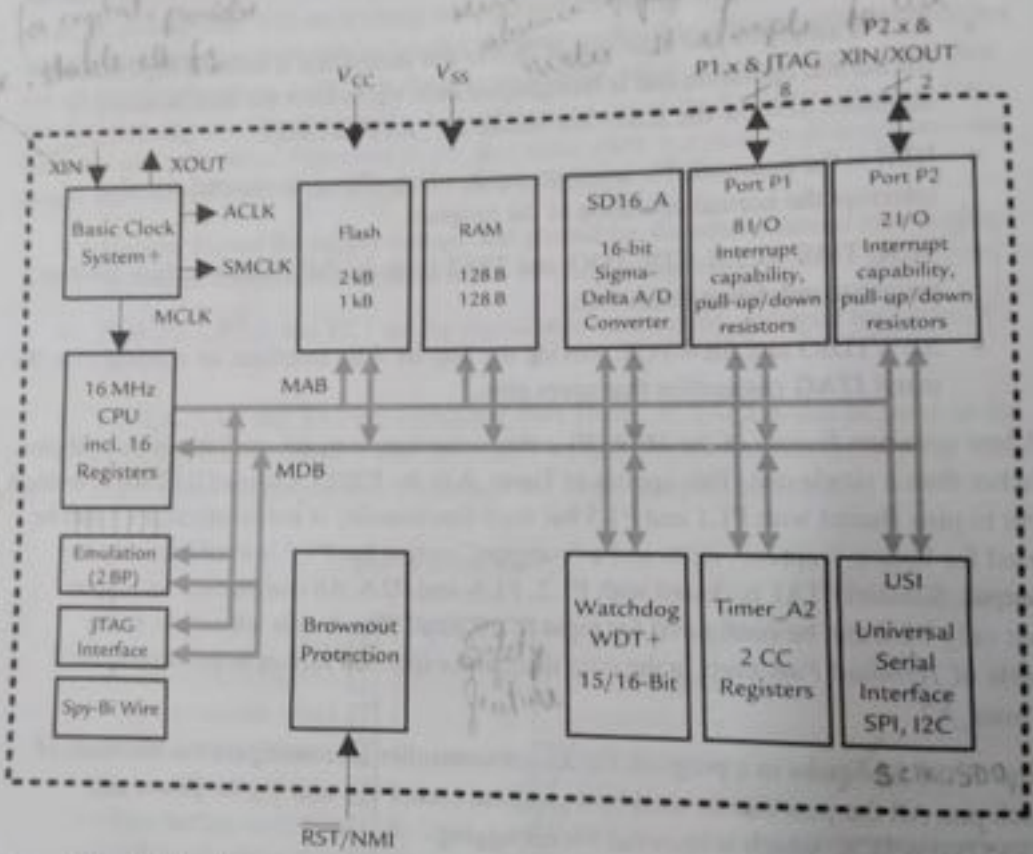 P2.x &
P1.x & JTAG
XIN/XOUT
VCC
VSS
8
2
XIN
XOUT
Basic Clock
System+
ACLK
SMCLK
MCLK
Flash
2 kB
1 kB
RAM
128 B
128 B
SD16_A
16-bit
Sigma-
Delta A/D
Converter
Port P1
8 I/O
Interrupt
capability,
pull-up/down
resistors
Port P2
2 I/O
Interrupt
capability,
pull-up/down
resistors
16 MHz
CPU
incl. 16
Registers
MAB
MDB
Emulation
(2 BP)
JTAG
Interface
Spy-Bi Wire
Brownout
Protection
Watchdog
WDT+
15/16-Bit
Timer_A2
2 CC
Registers
USI
Universal
Serial
Interface
SPI, I2C
RST/NMI